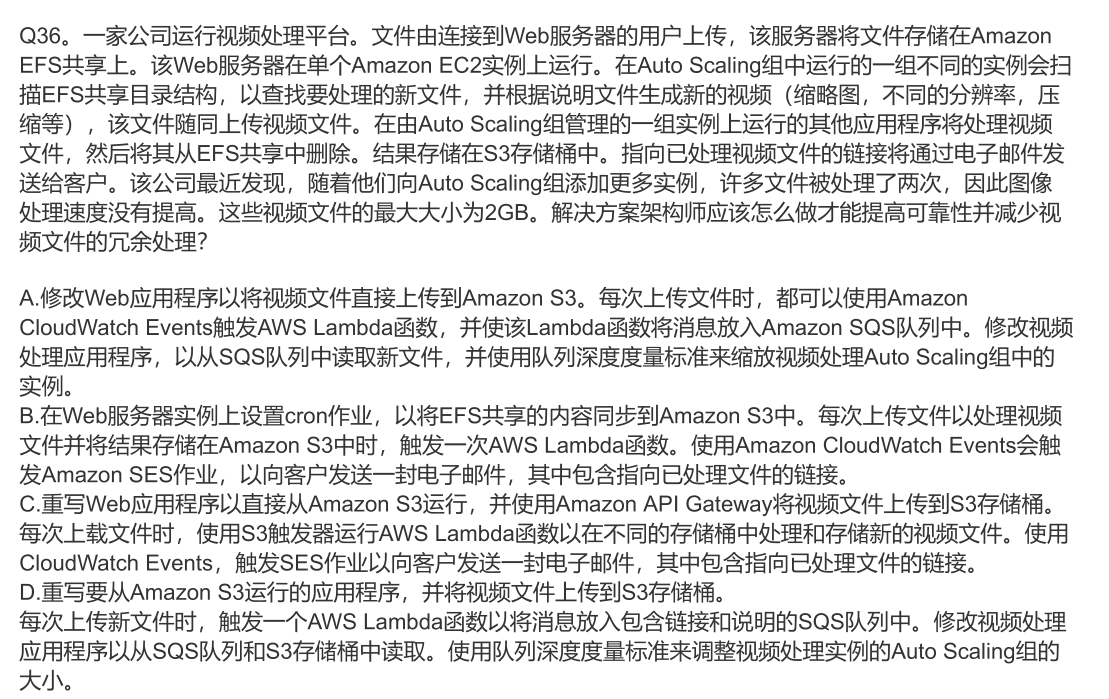 Q36。一家公司运行视频处理平台。文件由连接到Web服务器的用户上传，该服务器将文件存储在Amazon
EFS共享上。该Web服务器在单个Amazon EC2实例上运行。在Auto Scaling组中运行的一组不同的实例会扫
描EFS共享目录结构，以查找要处理的新文件，并根据说明文件生成新的视频（缩略图，不同的分辨率，压
缩等），该文件随同上传视频文件。在由Auto Scaling组管理的一组实例上运行的其他应用程序将处理视频
文件，然后将其从EFS共享中删除。结果存储在S3存储桶中。指向已处理视频文件的链接将通过电子邮件发
送给客户。该公司最近发现，随着他们向Auto Scaling组添加更多实例，许多文件被处理了两次，因此图像
处理速度没有提高。这些视频文件的最大大小为2GB。解决方案架构师应该怎么做才能提高可靠性并减少视
频文件的冗余处理？
A.修改Web应用程序以将视频文件直接上传到Amazon S3。每次上传文件时，都可以使用Amazon
CloudWatch Events触发AWS Lambda函数，并使该Lambda函数将消息放入Amazon SQS队列中。修改视频
处理应用程序，以从SQS队列中读取新文件，并使用队列深度度量标准来缩放视频处理Auto Scaling组中的
实例。
B.在Web服务器实例上设置cron作业，以将EFS共享的内容同步到Amazon S3中。每次上传文件以处理视频
文件并将结果存储在Amazon S3中时，触发一次AWS Lambda函数。使用Amazon CloudWatch Events会触
发Amazon SES作业，以向客户发送一封电子邮件，其中包含指向已处理文件的链接。
C.重写Web应用程序以直接从Amazon S3运行，并使用Amazon API Gateway将视频文件上传到S3存储桶。
每次上载文件时，使用S3触发器运行AWS Lambda函数以在不同的存储桶中处理和存储新的视频文件。使用
CloudWatch Events，触发SES作业以向客户发送一封电子邮件，其中包含指向已处理文件的链接。
D.重写要从Amazon S3运行的应用程序，并将视频文件上传到S3存储桶。
每次上传新文件时，触发一个AWS Lambda函数以将消息放入包含链接和说明的SQS队列中。修改视频处理
应用程序以从SQS队列和S3存储桶中读取。使用队列深度度量标准来调整视频处理实例的Auto Scaling组的
大小。